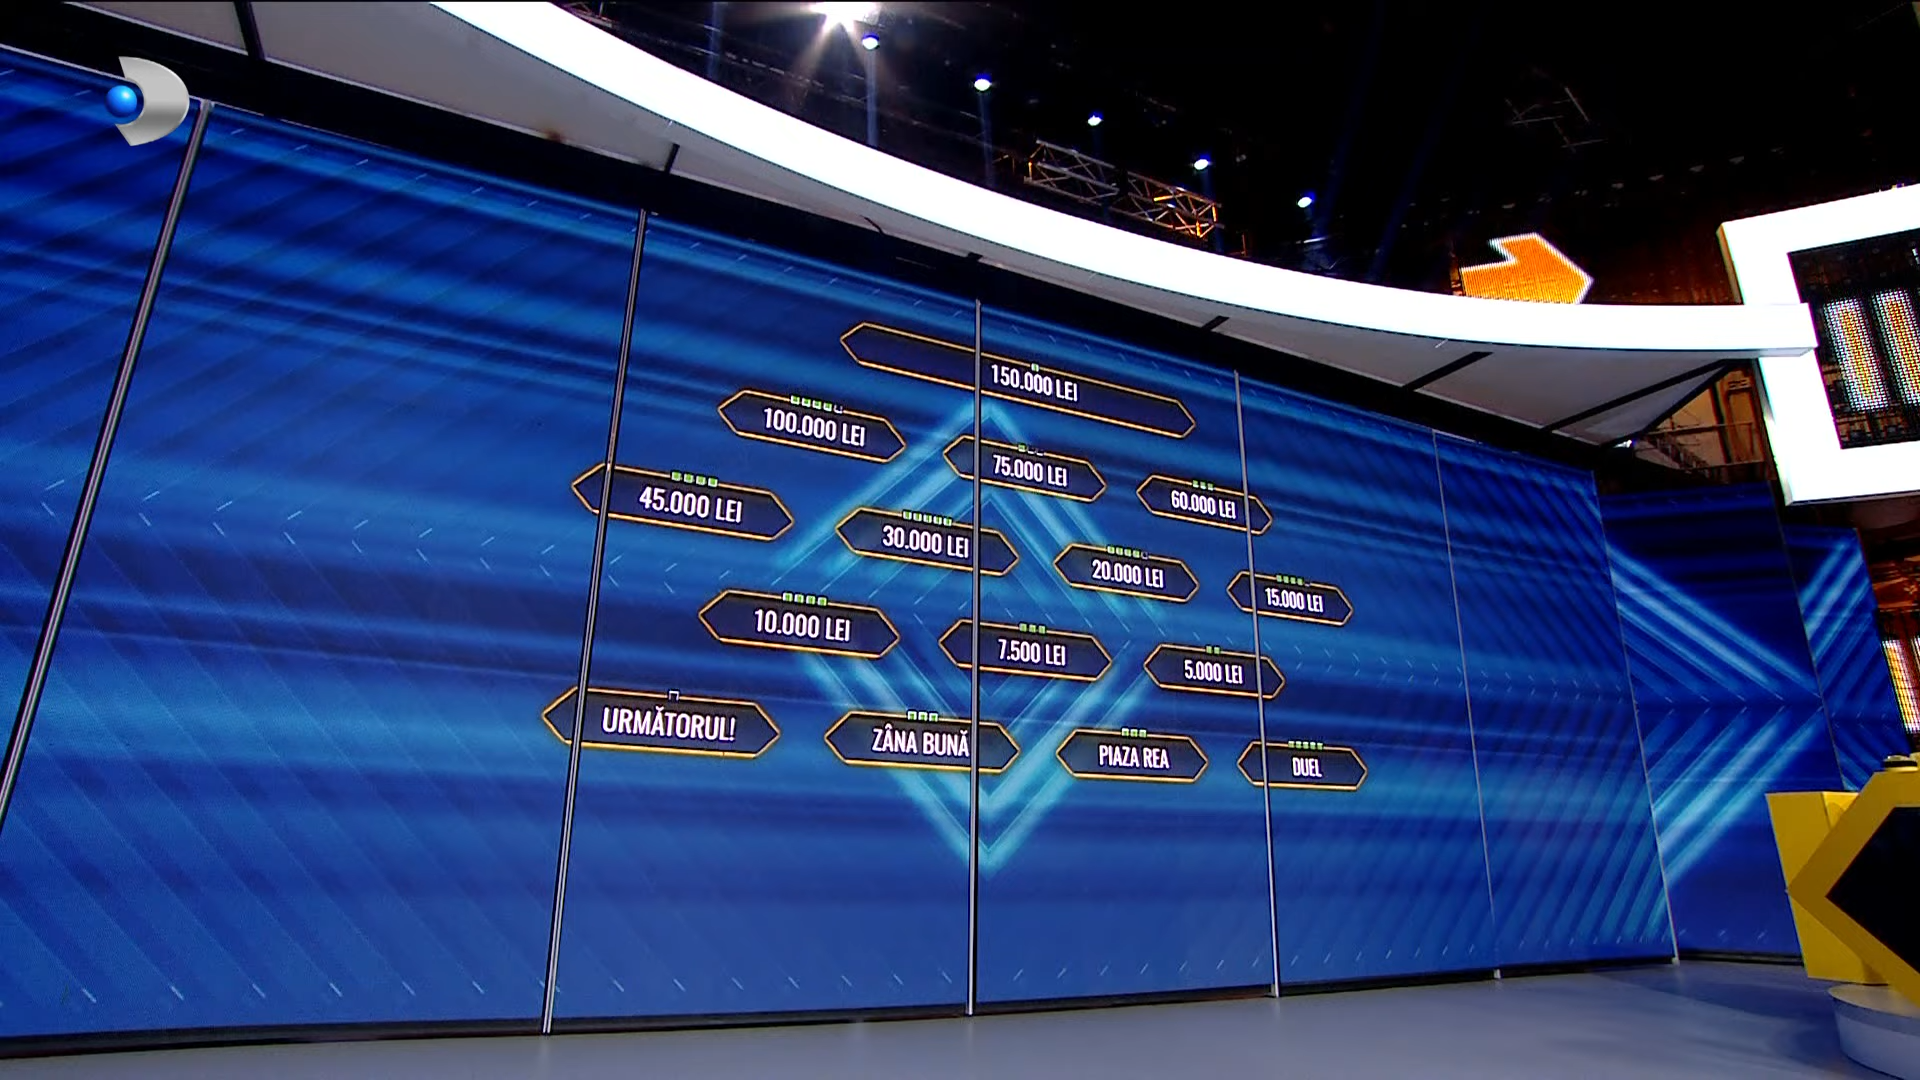 150.000 LEI
100.000 LEI
75.000 LEI
60.000 LEI
45.000 LEI
30.000 LEI
20.000 LEI
15.000 LEI
10.000 LEI
7.500 LEI
5.000 LEI
URMĂTORUL!
ZÂNA BUNĂ
PIAZA REA
DUEL